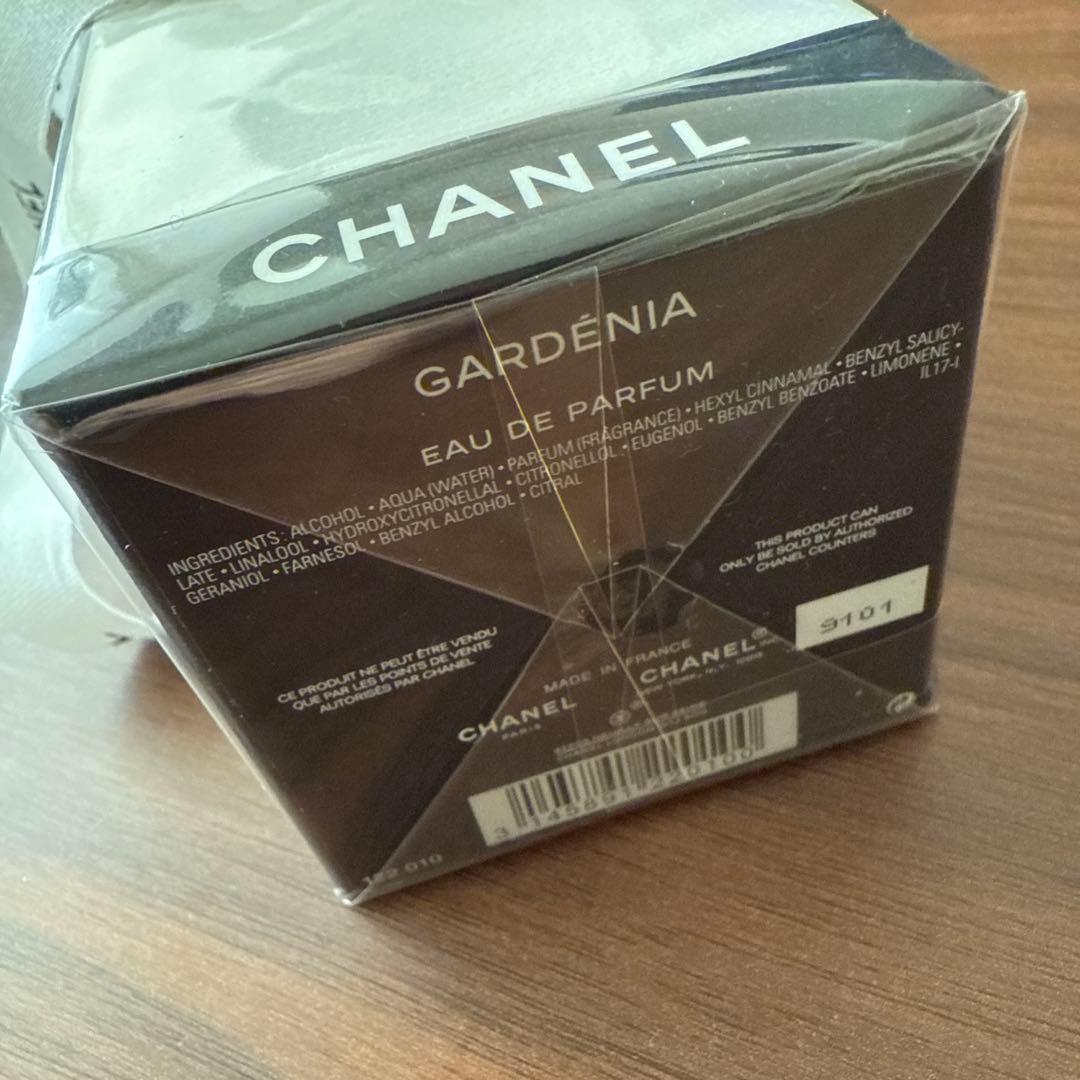 CHANEL
GARDÉNIA
EAU DE PARFUM
INGREDIENTS: ALCOHOL • AQUA (WATER) • PARFUM (FRAGRANCE) • HEXYL CINNAMAL • BENZYL SALICY-
LATE • LINALOOL • HYDROXYCITRONELLAL • CITRONELLOL • EUGENOL • BENZYL BENZOATE • LIMONENE •
GERANIOL • FARNESOL • BENZYL ALCOHOL • CITRAL
IL17-I
THIS PRODUCT CAN
ONLY BE SOLD BY AUTHORIZED
CHANEL COUNTERS
9101
CE PRODUIT NE PEUT ÊTRE VENDU
QUE PAR LES POINTS DE VENTE
AUTORISÉS PAR CHANEL
MADE IN FRANCE
CHANEL
PARIS
CHANEL®
NEW YORK, N.Y.